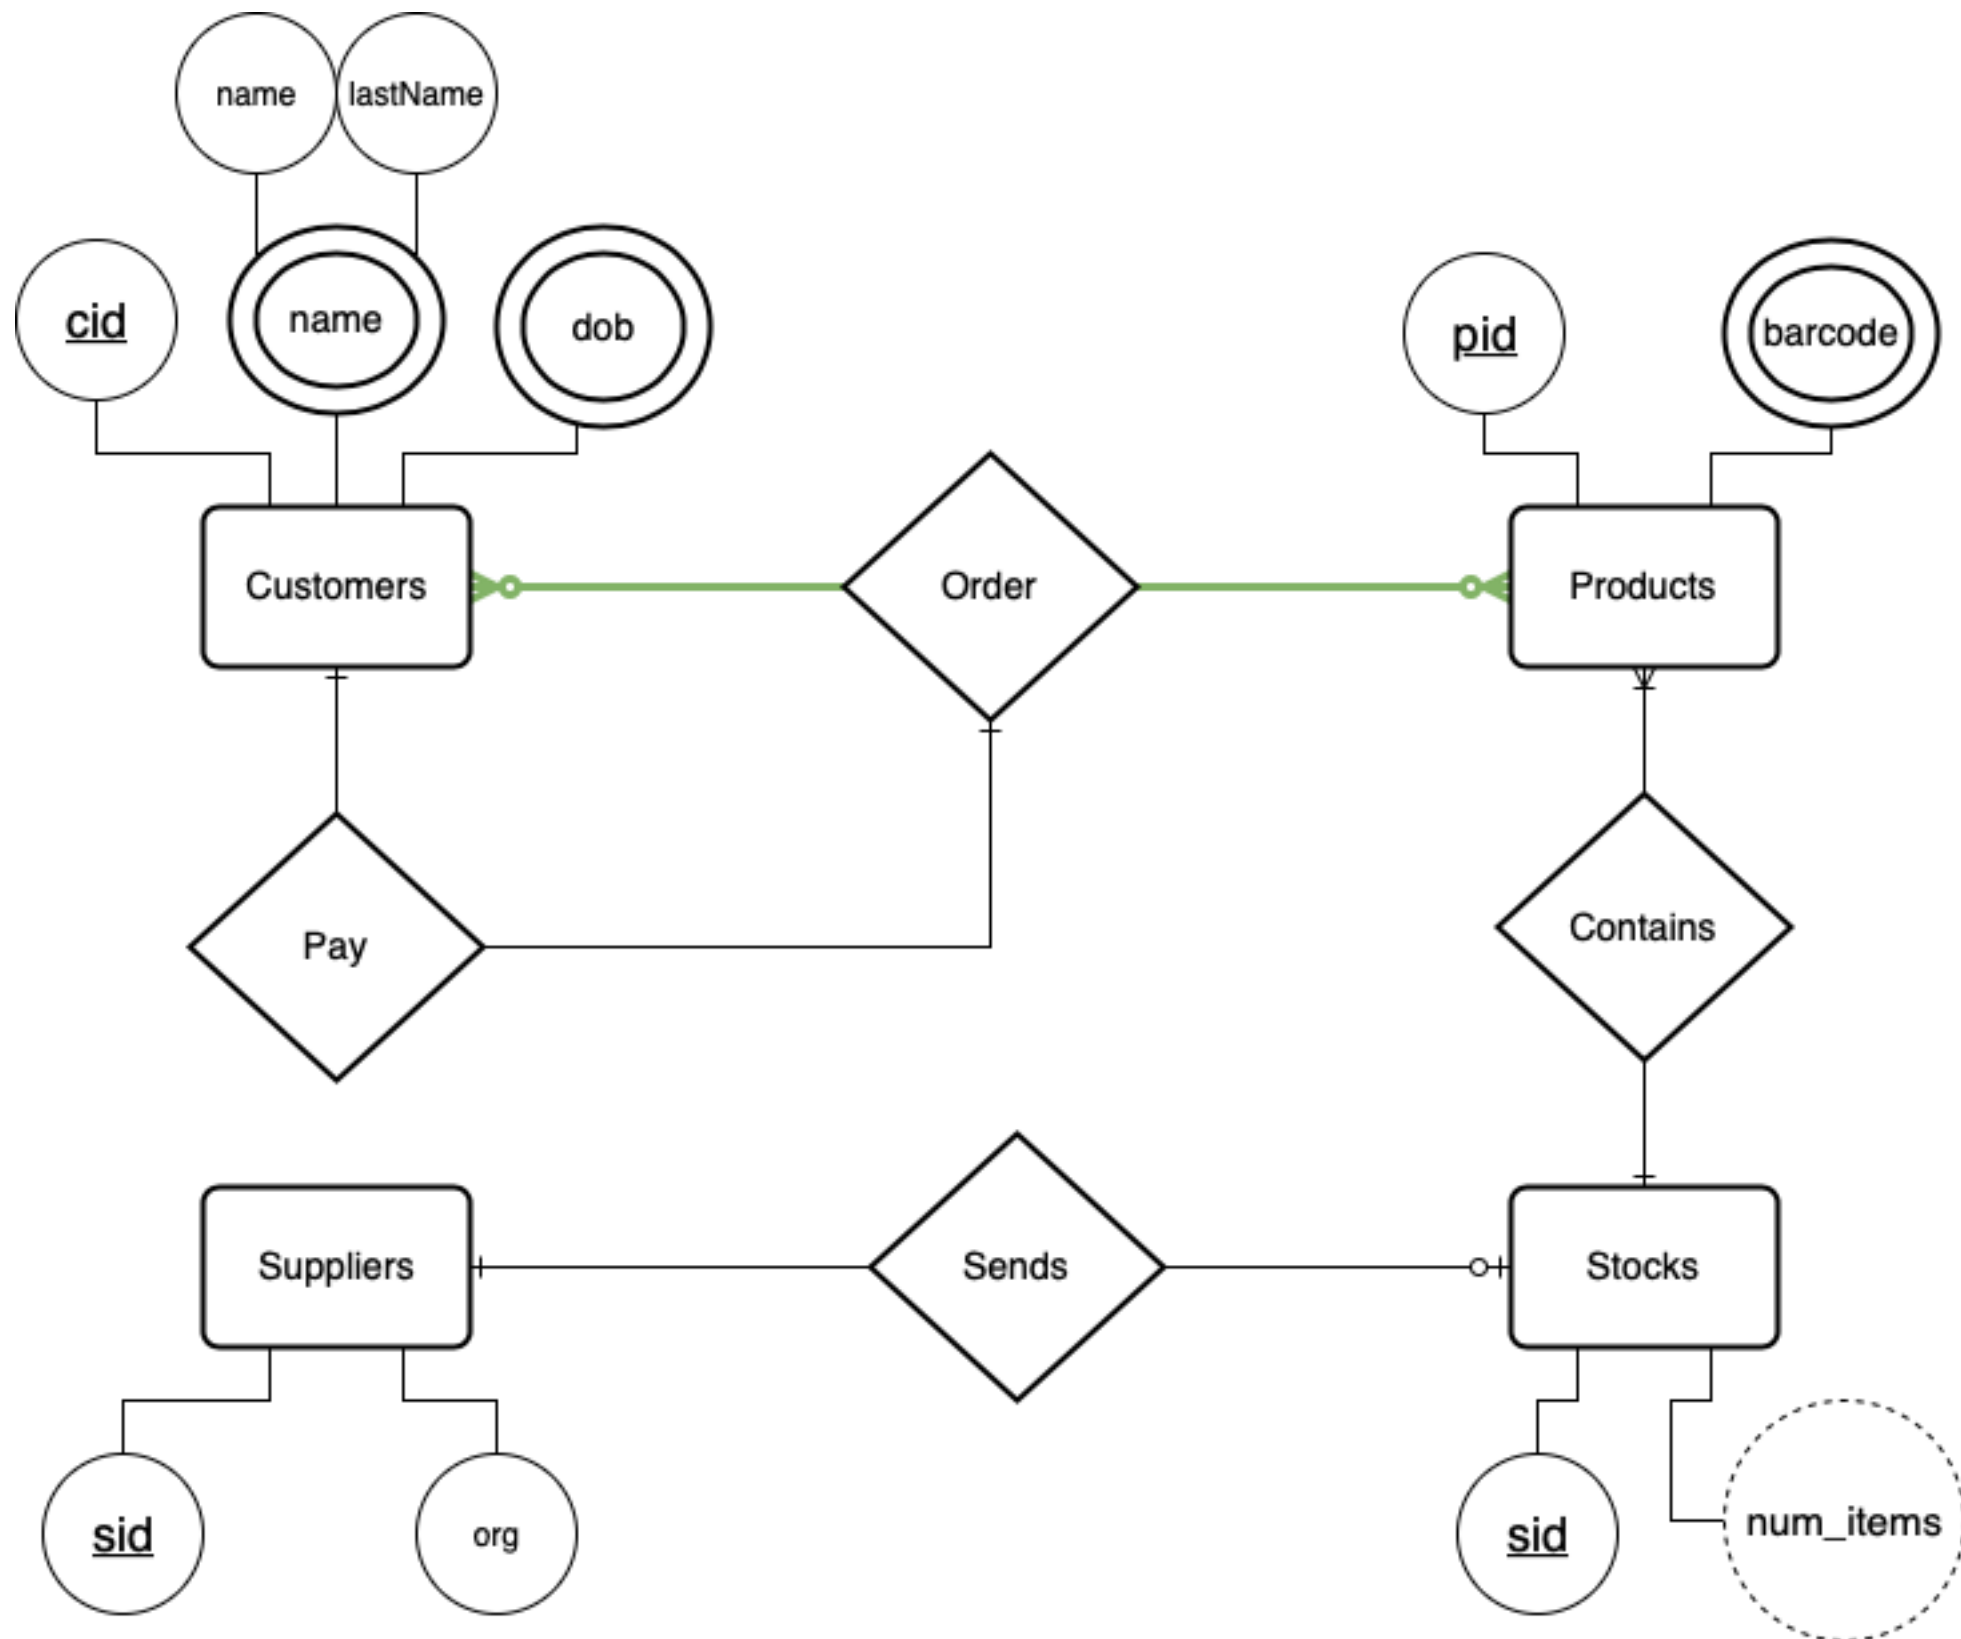 name
lastName
cid
name
dob
pid
barcode
Customers
Order
Products
Pay
Contains
Suppliers
Sends
Stocks
sid
org
sid
num_items